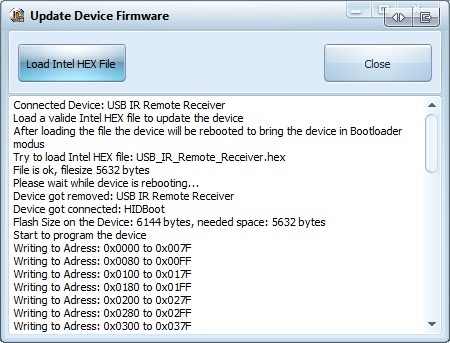 Update Device Firmware
Load Intel HEX File
Close
Connected Device: USB IR Remote Receiver
Load a valide Intel HEX file to update the device
After loading the file the device will be rebooted to bring the device in Bootloader
modus
Try to load Intel HEX file: USB_IR_Remote_Receiver.hex
File is ok, filesize 5632 bytes
Please wait while device is rebooting...
Device got removed: USB IR Remote Receiver
Device got connected: HIDBoot
Flash Size on the Device: 6144 bytes, needed space: 5632 bytes
Start to program the device
Writing to Adress: 0x0000 to 0x007F
Writing to Adress: 0x0080 to 0x00FF
Writing to Adress: 0x0100 to 0x017F
Writing to Adress: 0x0180 to 0x01FF
Writing to Adress: 0x0200 to 0x027F
Writing to Adress: 0x0280 to 0x02FF
Writing to Adress: 0x0300 to 0x037F